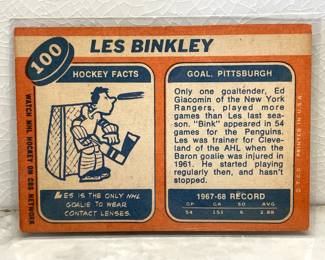 100
LES BINKLEY
HOCKEY FACTS
LES IS THE ONLY NHL
GOALIE TO WEAR
CONTACT LENSES.
GOAL, PITTSBURGH
Only one goaltender, Ed
Giacomin of the New York
Rangers, played more
games than Les last sea-
son. "Bink" appeared in 54
games for the Penguins.
Les was trainer for Cleve-
land of the AHL when the
Baron goalie was injured in
1961. He started playing
regularly then, and hasn't
stopped.
1967-68 RECORD
GP GA SO AVG
54 151 6 2.88
WATCH NHL HOCKEY ON CBS NETWORK
© T.C.G. PRINTED IN U.S.A.